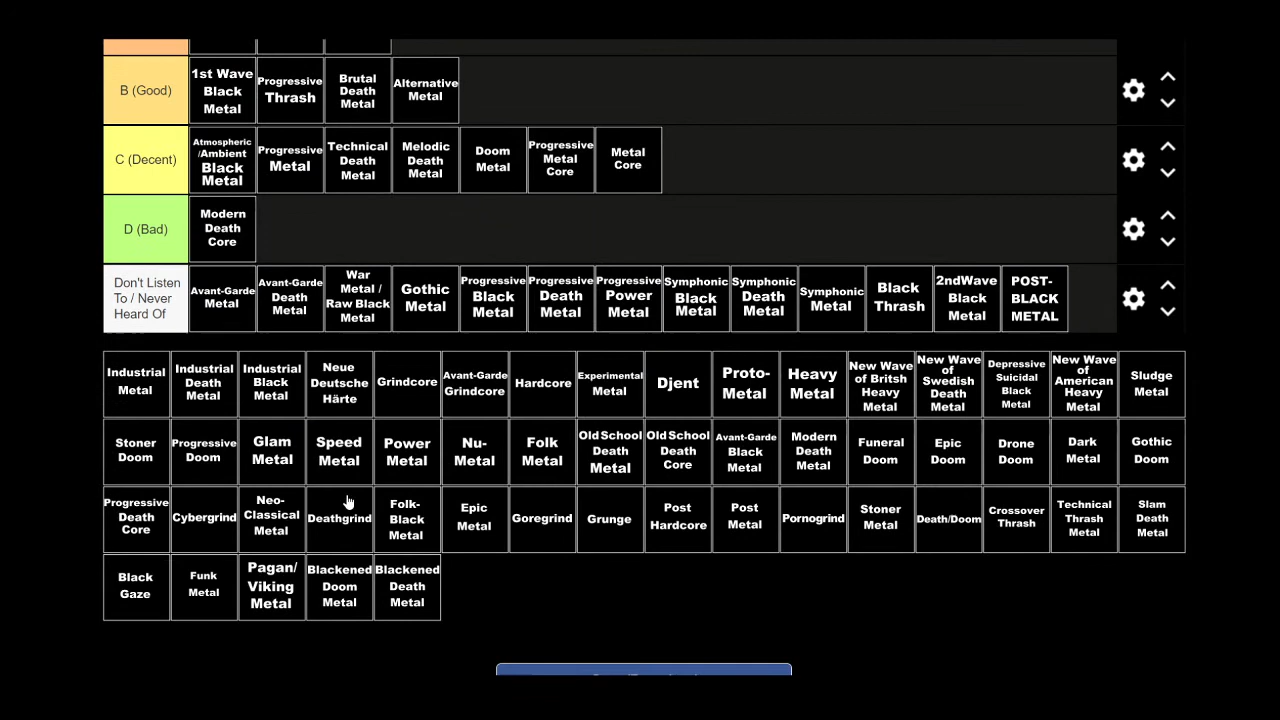 B (Good)
1st Wave
Black
Metal
Progressive
Thrash
Brutal
Death
Metal
Alternative
Metal
C (Decent)
Atmospheric
/Ambient
Black
Metal
Progressive
Metal
Technical
Death
Metal
Melodic
Death
Metal
Doom
Metal
Progressive
Metal
Core
Metal
Core
D (Bad)
Modern
Death
Core
Don't Listen
To / Never
Heard Of
Avant-Garde
Metal
Avant-Garde
Death
Metal
War
Metal /
Raw Black
Metal
Gothic
Metal
Progressive
Black
Metal
Progressive
Death
Metal
Progressive
Power
Metal
Symphonic
Black
Metal
Symphonic
Death
Metal
Symphonic
Metal
Black
Thrash
2ndWave
Black
Metal
POST-
BLACK
METAL
Industrial
Metal
Industrial
Death
Metal
Industrial
Black
Metal
Neue
Deutsche
Härte
Grindcore
Avant-Garde
Grindcore
Hardcore
Experimental
Metal
Djent
Proto-
Metal
Heavy
Metal
New Wave
of Britsh
Heavy
Metal
New Wave
of
Swedish
Death
Metal
Depressive
Suicidal
Black
Metal
New Wave
of
American
Heavy
Metal
Sludge
Metal
Stoner
Doom
Progressive
Doom
Glam
Metal
Speed
Metal
Power
Metal
Nu-
Metal
Folk
Metal
Old School
Death
Metal
Old School
Death
Core
Avant-Garde
Black
Metal
Modern
Death
Metal
Funeral
Doom
Epic
Doom
Drone
Doom
Dark
Metal
Gothic
Doom
Progressive
Death
Core
Cybergrind
Neo-
Classical
Metal
Deathgrind
Folk-
Black
Metal
Epic
Metal
Goregrind
Grunge
Post
Hardcore
Post
Metal
Pornogrind
Stoner
Metal
Death/Doom
Crossover
Thrash
Technical
Thrash
Metal
Slam
Death
Metal
Black
Gaze
Funk
Metal
Pagan/
Viking
Metal
Blackened
Doom
Metal
Blackened
Death
Metal